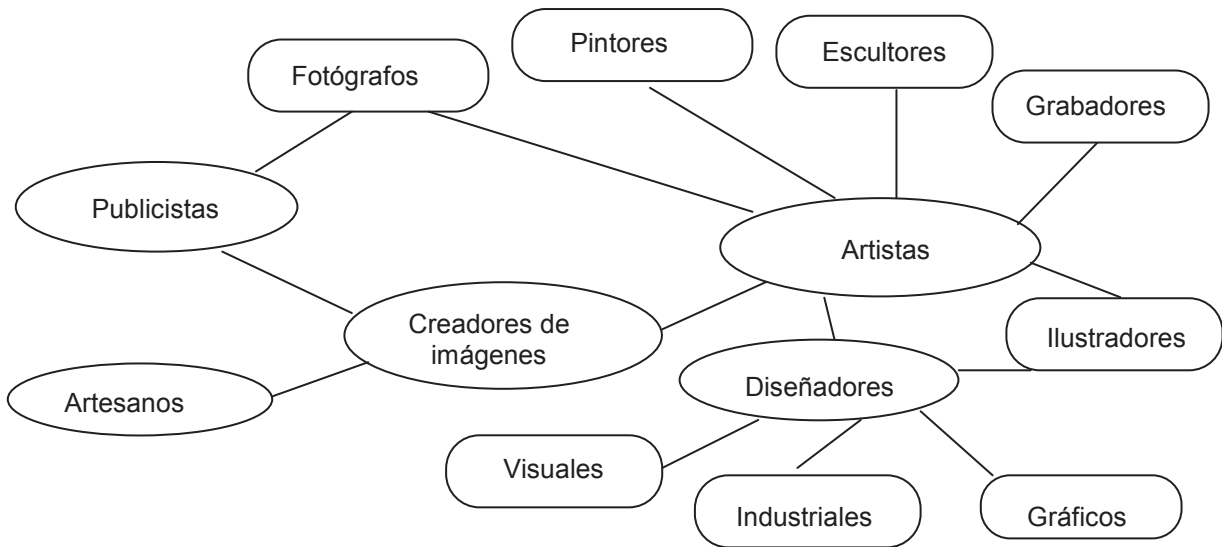 Pintores
Escultores
Fotógrafos
Grabadores
Publicistas
Artistas
Creadores de
imágenes
Ilustradores
Artesanos
Diseñadores
Visuales
Industriales
Gráficos